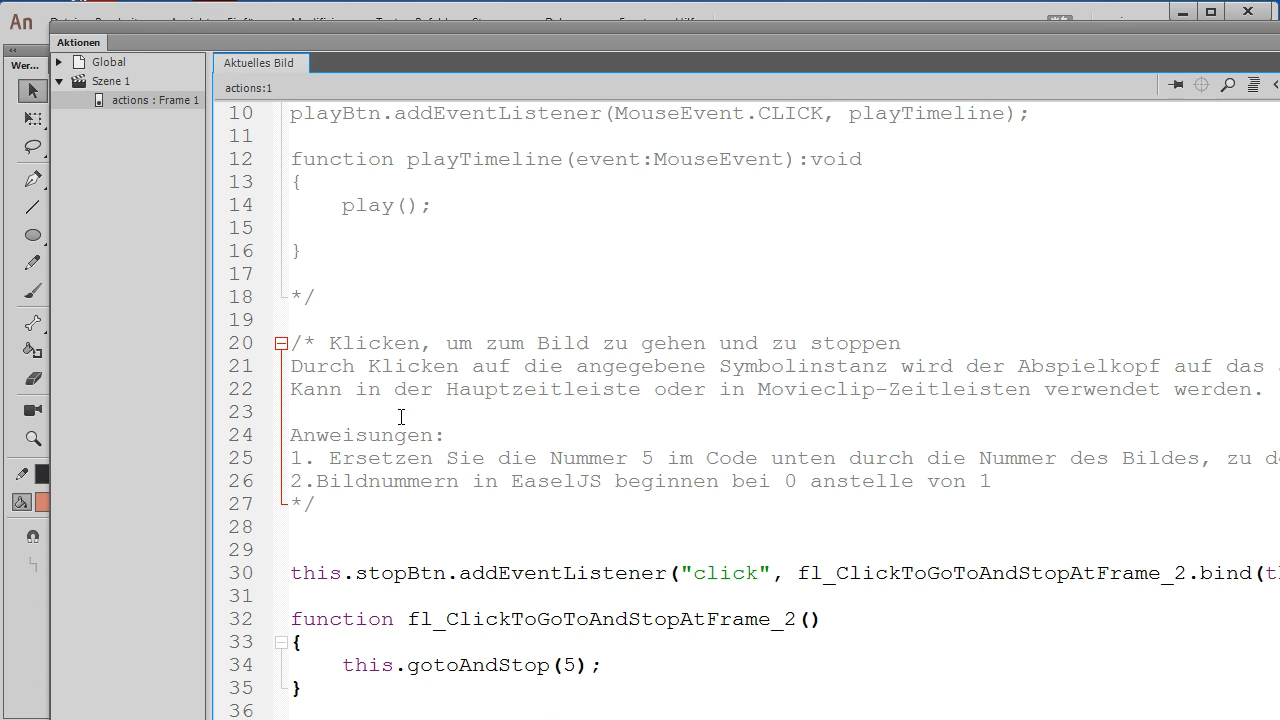 An
Aktionen
Wer...
Global
Szene 1
actions : Frame 1
Aktuelles Bild
actions:1
10 playBtn.addEventListener(MouseEvent.CLICK, playTimeline);
11
12 function playTimeline(event:MouseEvent):void
13 {
14 play();
15
16 }
17
18 */
19
20 /* Klicken, um zum Bild zu gehen und zu stoppen
21 Durch Klicken auf die angegebene Symbolinstanz wird der Abspielkopf auf das
22 Kann in der Hauptzeitleiste oder in Movieclip-Zeitleisten verwendet werden.
23
24 Anweisungen:
25 1. Ersetzen Sie die Nummer 5 im Code unten durch die Nummer des Bildes, zu
26 2.Bildnummern in EaselJS beginnen bei 0 anstelle von 1
27 */
28
29
30 this.stopBtn.addEventListener("click", fl_ClickToGoToAndStopAtFrame_2.bind(
31
32 function fl_ClickToGoToAndStopAtFrame_2()
33 {
34 this.gotoAndStop(5);
35 }
36